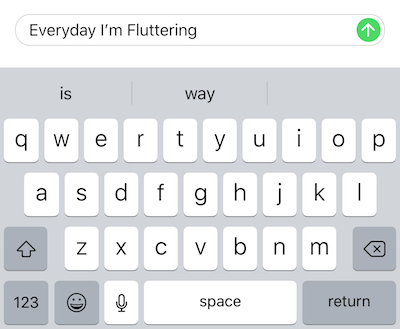 Everyday I’m Fluttering
is way
q w e r t y u i o p
a s d f g h j k l
z x c v b n m
123 space return